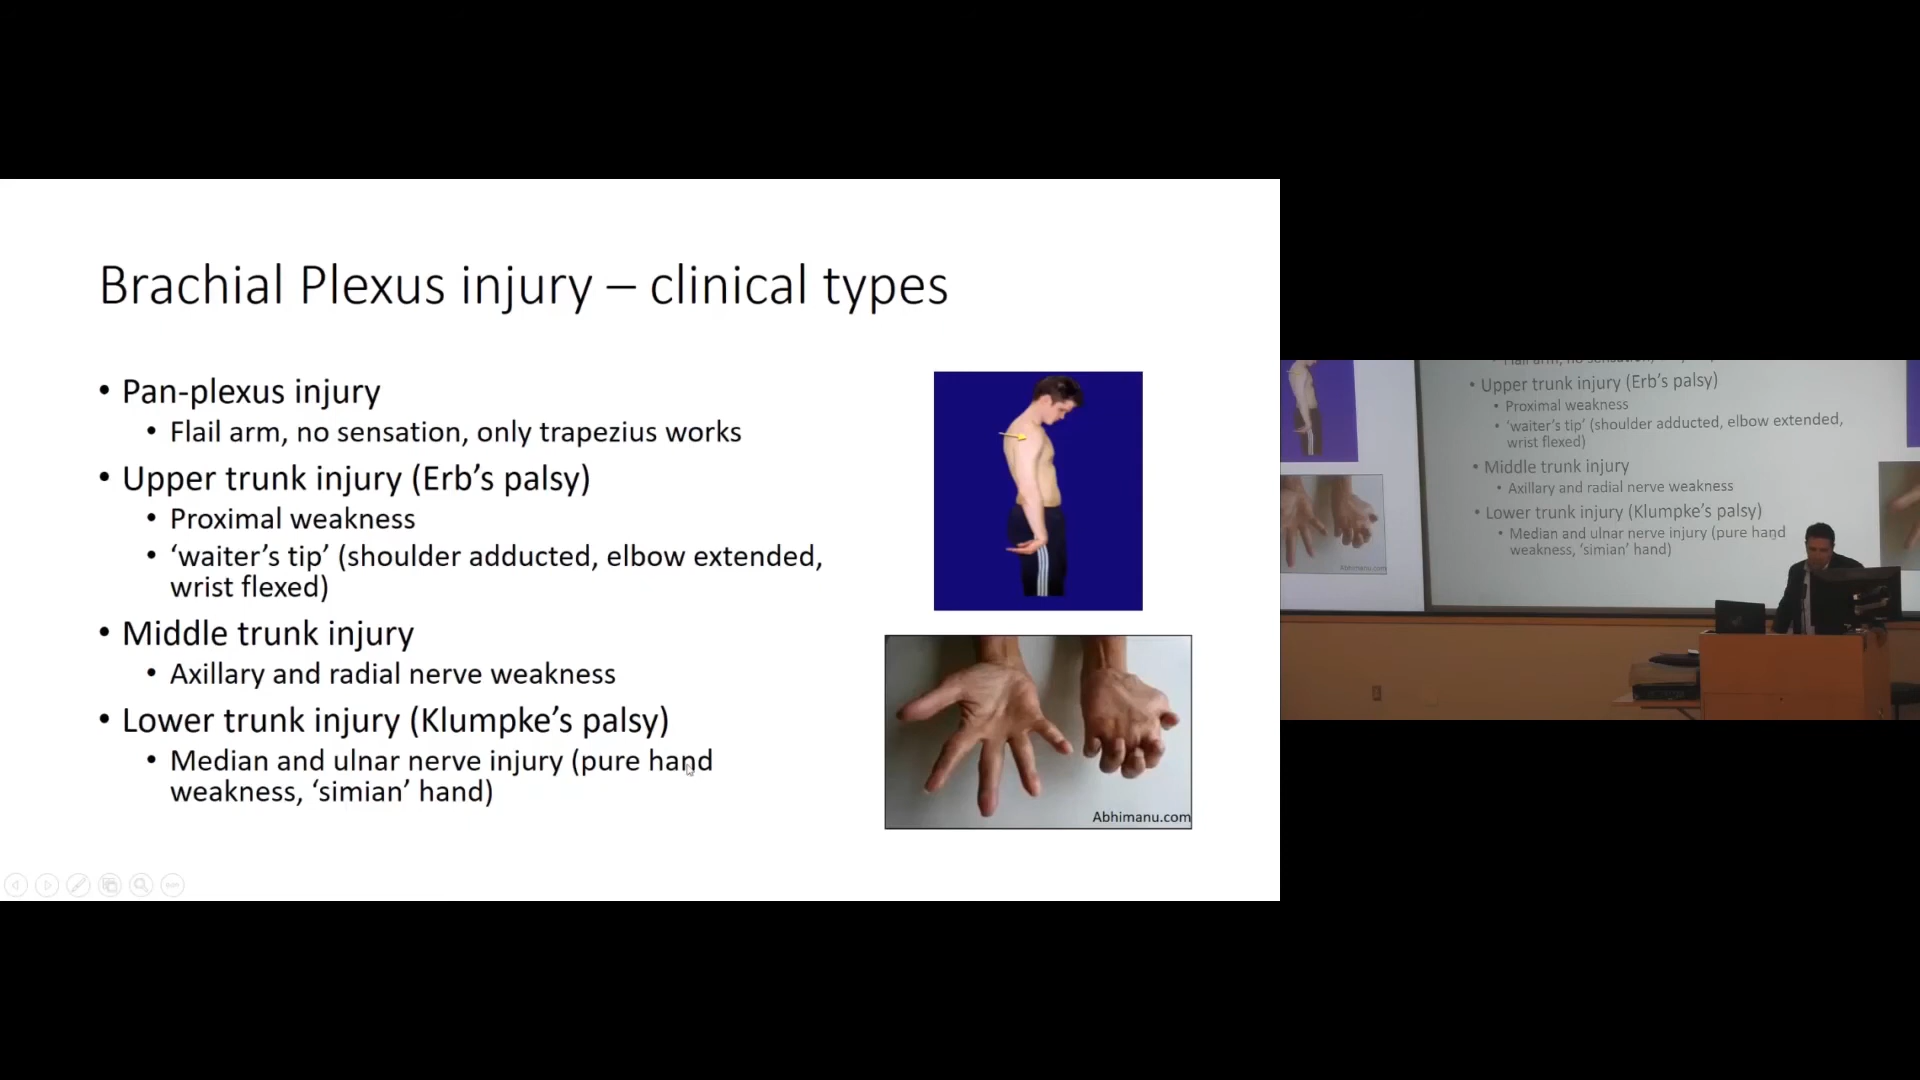 Brachial Plexus injury – clinical types
• Pan-plexus injury
• Flail arm, no sensation, only trapezius works
• Upper trunk injury (Erb’s palsy)
• Proximal weakness
• ‘waiter’s tip’ (shoulder adducted, elbow extended,
wrist flexed)
• Middle trunk injury
• Axillary and radial nerve weakness
• Lower trunk injury (Klumpke’s palsy)
• Median and ulnar nerve injury (pure hand
weakness, ‘simian’ hand)
Abhimanu.com
• Upper trunk injury (Erb’s palsy)
• Proximal weakness
• ‘waiter’s tip’ (shoulder adducted, elbow extended,
wrist flexed)
• Middle trunk injury
• Axillary and radial nerve weakness
• Lower trunk injury (Klumpke’s palsy)
• Median and ulnar nerve injury (pure hand
weakness, ‘simian’ hand)
Abhimanu.com